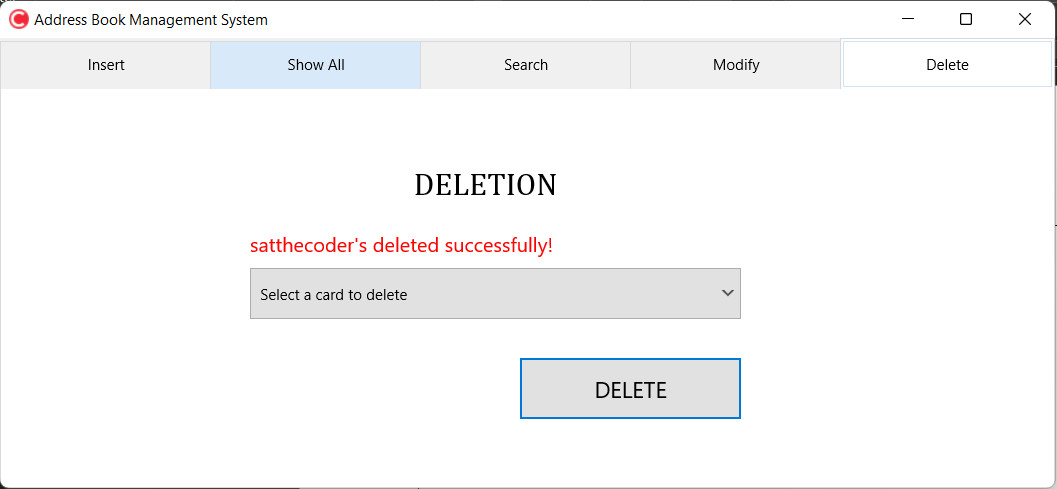 Address Book Management System
Insert Show All Search Modify Delete
DELETION
satthecoder's deleted successfully!
Select a card to delete
DELETE